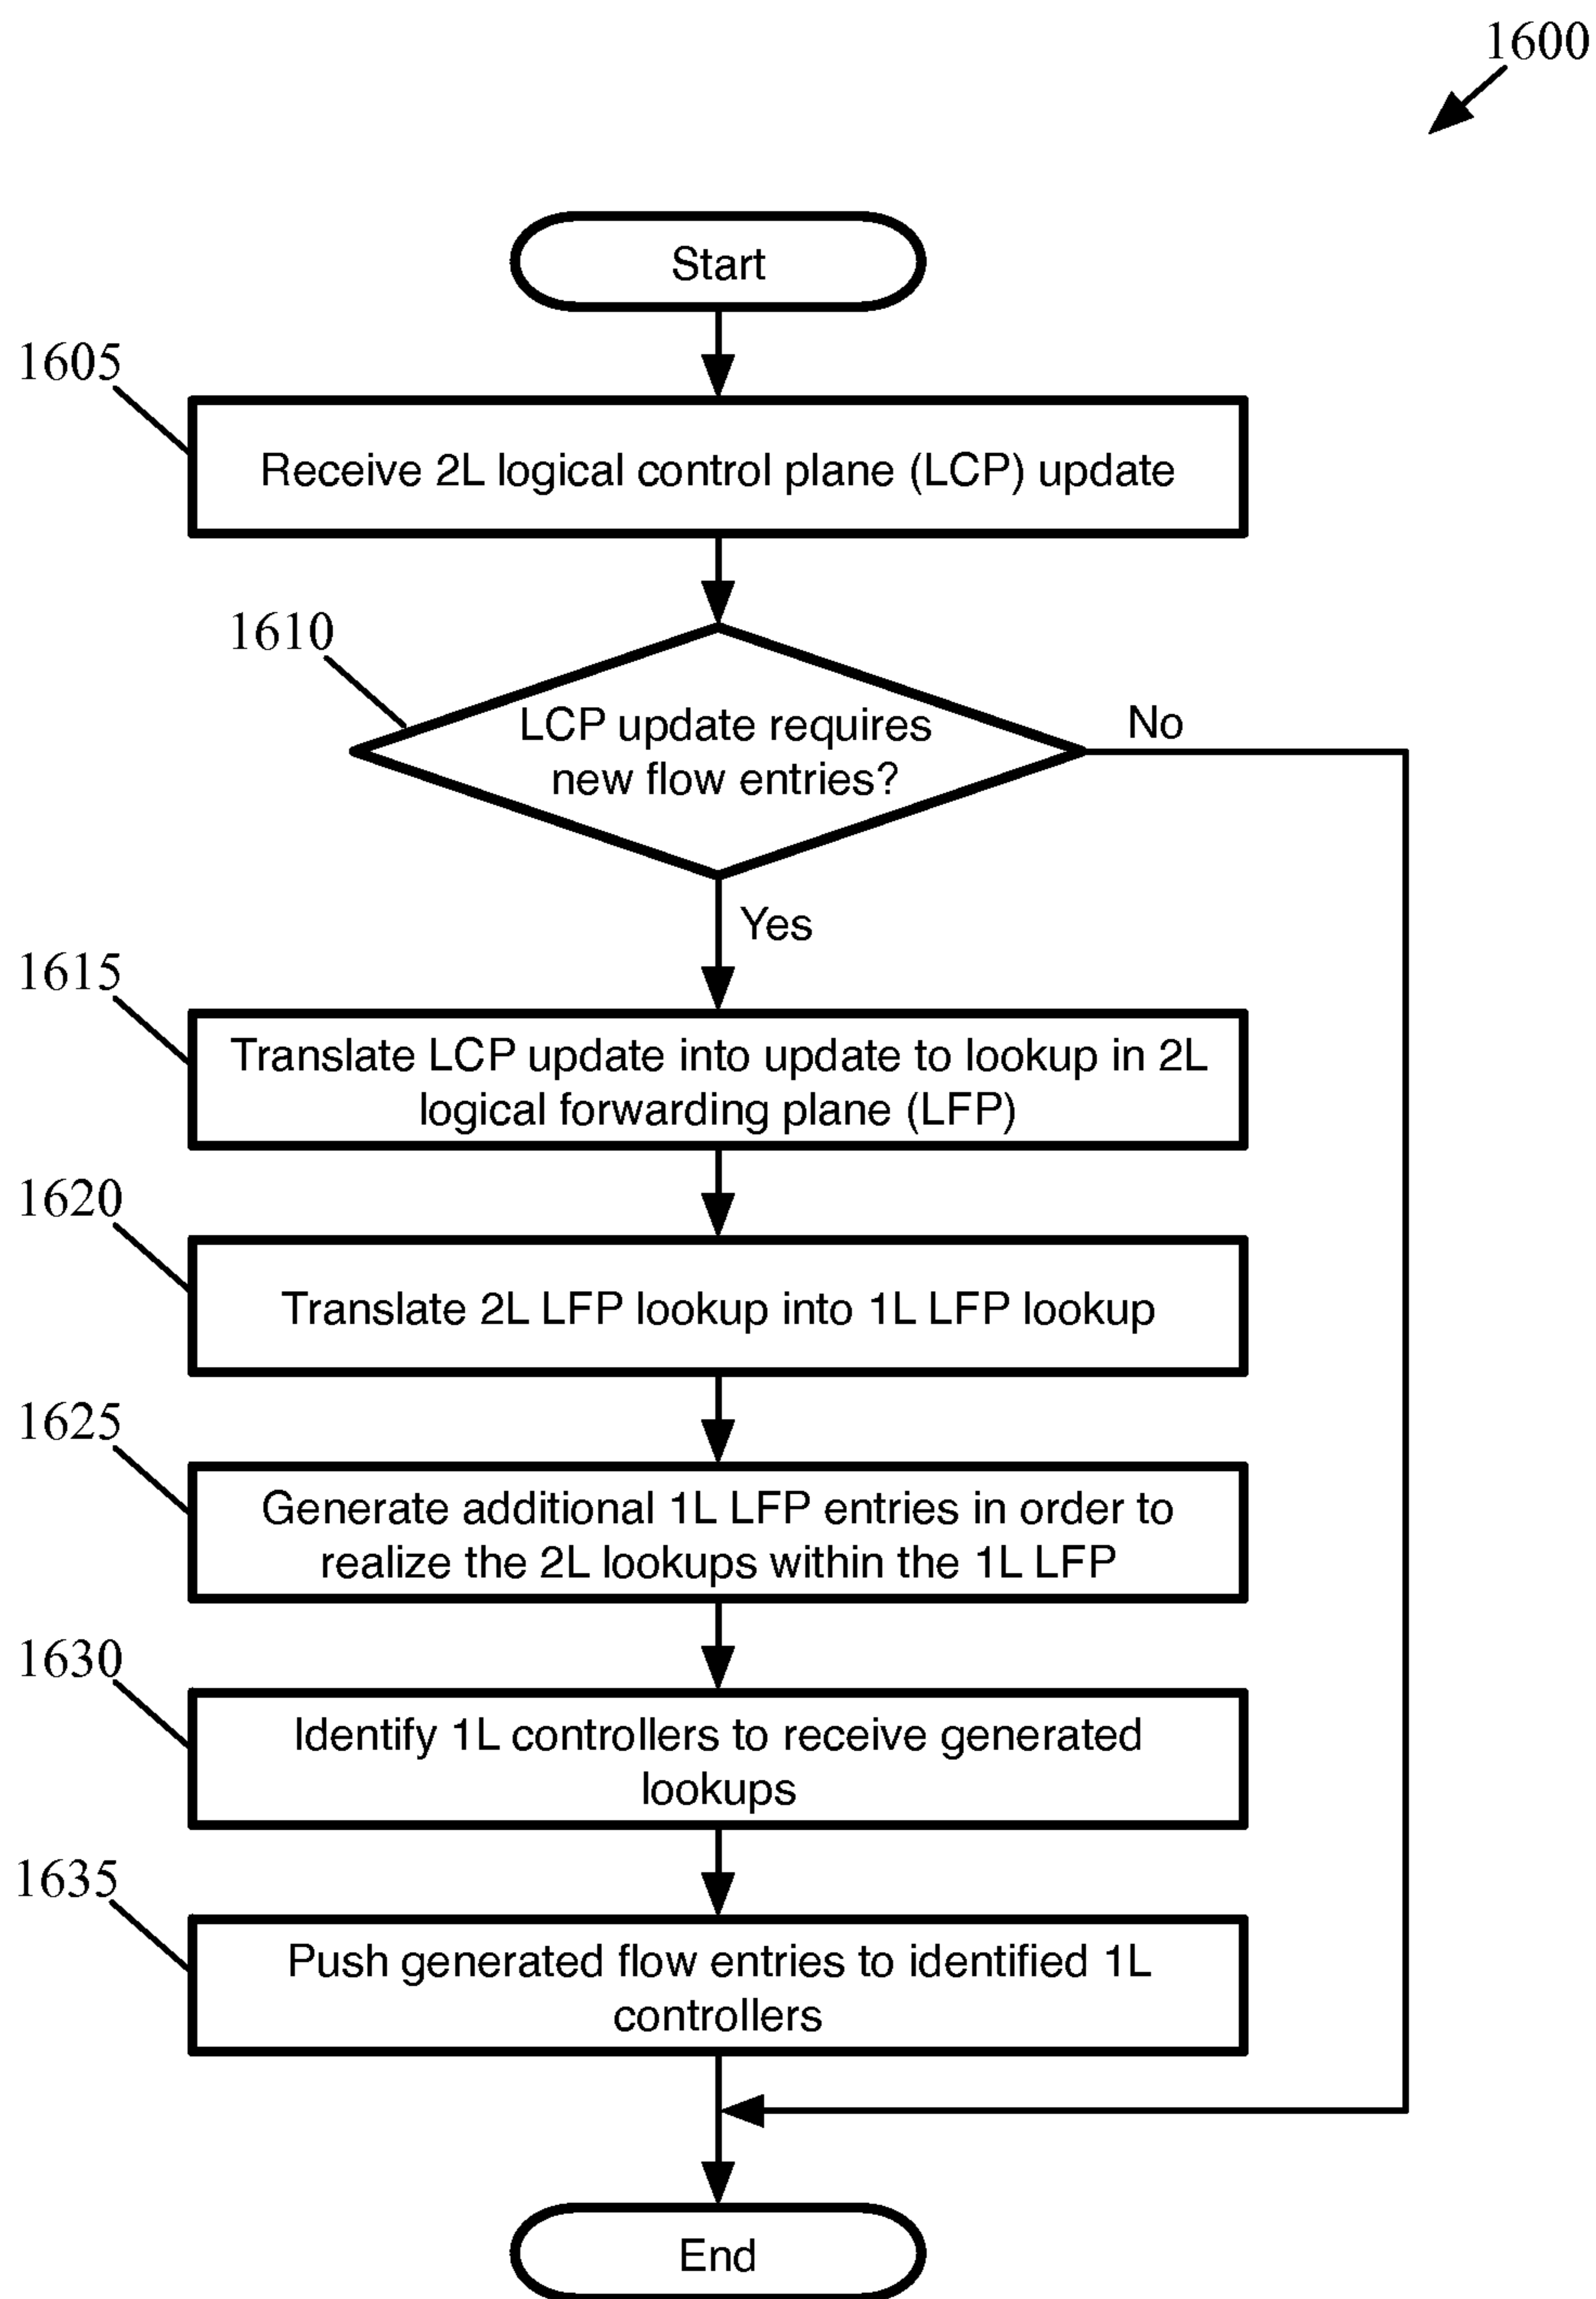 1600
Start
1605
Receive 2L logical control plane (LCP) update
1610
LCP update requires
new flow entries?
No
Yes
1615
Translate LCP update into update to lookup in 2L
logical forwarding plane (LFP)
1620
Translate 2L LFP lookup into 1L LFP lookup
1625
Generate additional 1L LFP entries in order to
realize the 2L lookups within the 1L LFP
1630
Identify 1L controllers to receive generated
lookups
1635
Push generated flow entries to identified 1L
controllers
End